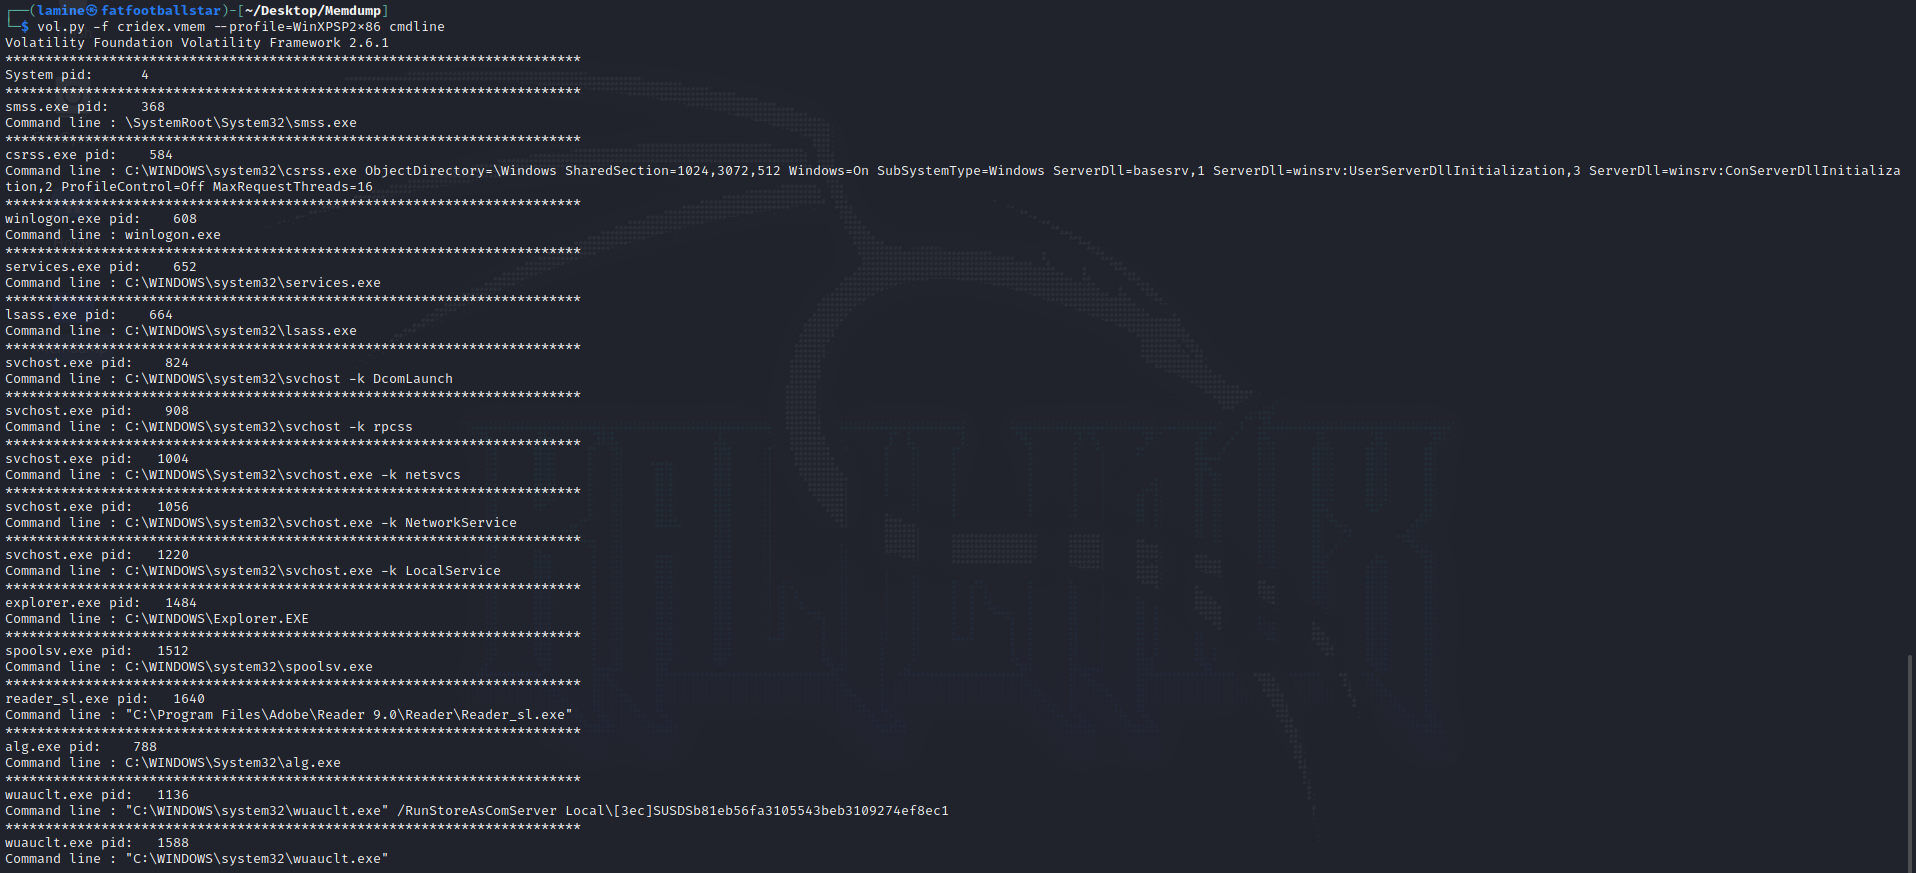 ┌──(lamine㉿fatfootballstar)-[~/Desktop/Memdump]
└─$ vol.py -f cridex.vmem --profile=WinXPSP2×86 cmdline
Volatility Foundation Volatility Framework 2.6.1
************************************************************************
System pid:      4
************************************************************************
smss.exe pid:    368
Command line : \SystemRoot\System32\smss.exe
************************************************************************
csrss.exe pid:    584
Command line : C:\WINDOWS\system32\csrss.exe ObjectDirectory=\Windows SharedSection=1024,3072,512 Windows=On SubSystemType=Windows ServerDll=basesrv,1 ServerDll=winsrv:UserServerDllInitialization,3 ServerDll=winsrv:ConServerDllInitializa
tion,2 ProfileControl=Off MaxRequestThreads=16
************************************************************************
winlogon.exe pid:    608
Command line : winlogon.exe
************************************************************************
services.exe pid:    652
Command line : C:\WINDOWS\system32\services.exe
************************************************************************
lsass.exe pid:    664
Command line : C:\WINDOWS\system32\lsass.exe
************************************************************************
svchost.exe pid:    824
Command line : C:\WINDOWS\system32\svchost -k DcomLaunch
************************************************************************
svchost.exe pid:    908
Command line : C:\WINDOWS\system32\svchost -k rpcss
************************************************************************
svchost.exe pid:   1004
Command line : C:\WINDOWS\System32\svchost.exe -k netsvcs
************************************************************************
svchost.exe pid:   1056
Command line : C:\WINDOWS\system32\svchost.exe -k NetworkService
************************************************************************
svchost.exe pid:   1220
Command line : C:\WINDOWS\system32\svchost.exe -k LocalService
************************************************************************
explorer.exe pid:   1484
Command line : C:\WINDOWS\Explorer.EXE
************************************************************************
spoolsv.exe pid:   1512
Command line : C:\WINDOWS\system32\spoolsv.exe
************************************************************************
reader_sl.exe pid:   1640
Command line : "C:\Program Files\Adobe\Reader 9.0\Reader\Reader_sl.exe"
************************************************************************
alg.exe pid:    788
Command line : C:\WINDOWS\System32\alg.exe
************************************************************************
wuauclt.exe pid:   1136
Command line : "C:\WINDOWS\system32\wuauclt.exe" /RunStoreAsComServer Local\[3ec]SUSDSb81eb56fa3105543beb3109274ef8ec1
************************************************************************
wuauclt.exe pid:   1588
Command line : "C:\WINDOWS\system32\wuauclt.exe"